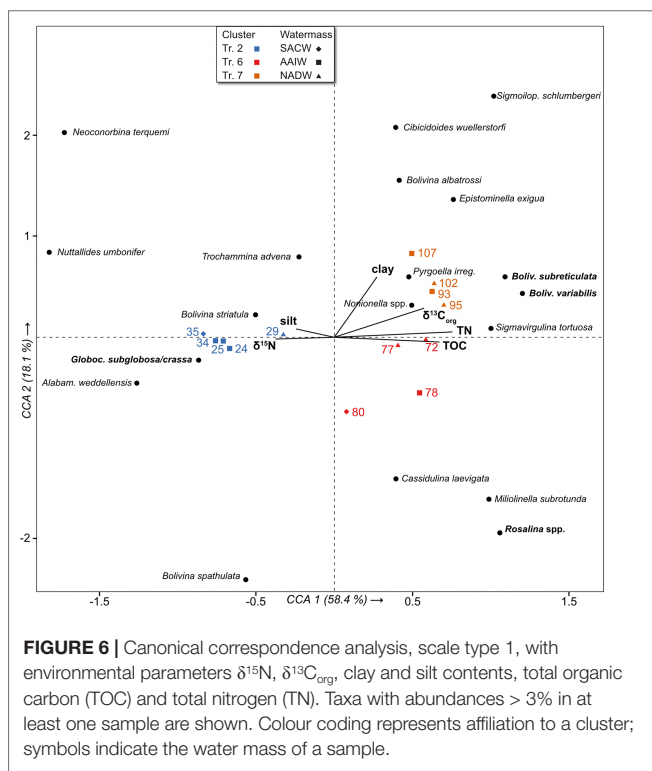 Cluster Watermass
Tr. 2 SACW
Tr. 6 AAIW
Tr. 7 NADW
Sigmoilop. schlumbergeri
2
Neoconorbina terquemi
Cibicidoides wuellerstorfi
Bolivina albatrossi
Epistominella exigua
1
Nuttallides umbonifer
Trochammina advena
107
clay
Pyrgoella irreg.
Boliv. subreticulata
102
93
Boliv. variabilis
Nonionella spp.
95
δ¹³Corg
Bolivina striatula
silt
TN
Sigmavirgulina tortuosa
35
29
34
25
24
δ¹⁵N
77
72
TOC
Globoc. subglobosa/crassa
Alabam. weddellensis
78
80
CCA 2 (18.1 %) →
Cassidulina laevigata
Miliolinella subrotunda
-2
Rosalina spp.
Bolivina spathulata
-1.5
-0.5
CCA 1 (58.4 %) →
0.5
1.5
FIGURE 6 | Canonical correspondence analysis, scale type 1, with
environmental parameters δ¹⁵N, δ¹³Corg, clay and silt contents, total organic
carbon (TOC) and total nitrogen (TN). Taxa with abundances > 3% in at
least one sample are shown. Colour coding represents affiliation to a cluster;
symbols indicate the water mass of a sample.